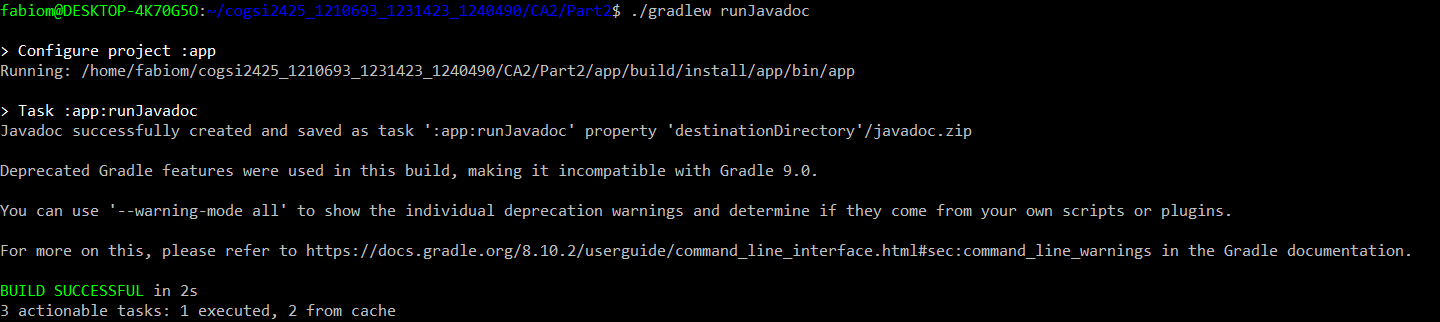 fabiom@DESKTOP-4K70G5O:~/cogsi2425_1210693_1231423_1240490/CA2/Part2$ ./gradlew runJavadoc
> Configure project :app
Running: /home/fabiom/cogsi2425_1210693_1231423_1240490/CA2/Part2/app/build/install/app/bin/app
> Task :app:runJavadoc
Javadoc successfully created and saved as task ':app:runJavadoc' property 'destinationDirectory'/javadoc.zip
Deprecated Gradle features were used in this build, making it incompatible with Gradle 9.0.
You can use '--warning-mode all' to show the individual deprecation warnings and determine if they come from your own scripts or plugins.
For more on this, please refer to https://docs.gradle.org/8.10.2/userguide/command_line_interface.html#sec:command_line_warnings in the Gradle documentation.
BUILD SUCCESSFUL in 2s
3 actionable tasks: 1 executed, 2 from cache